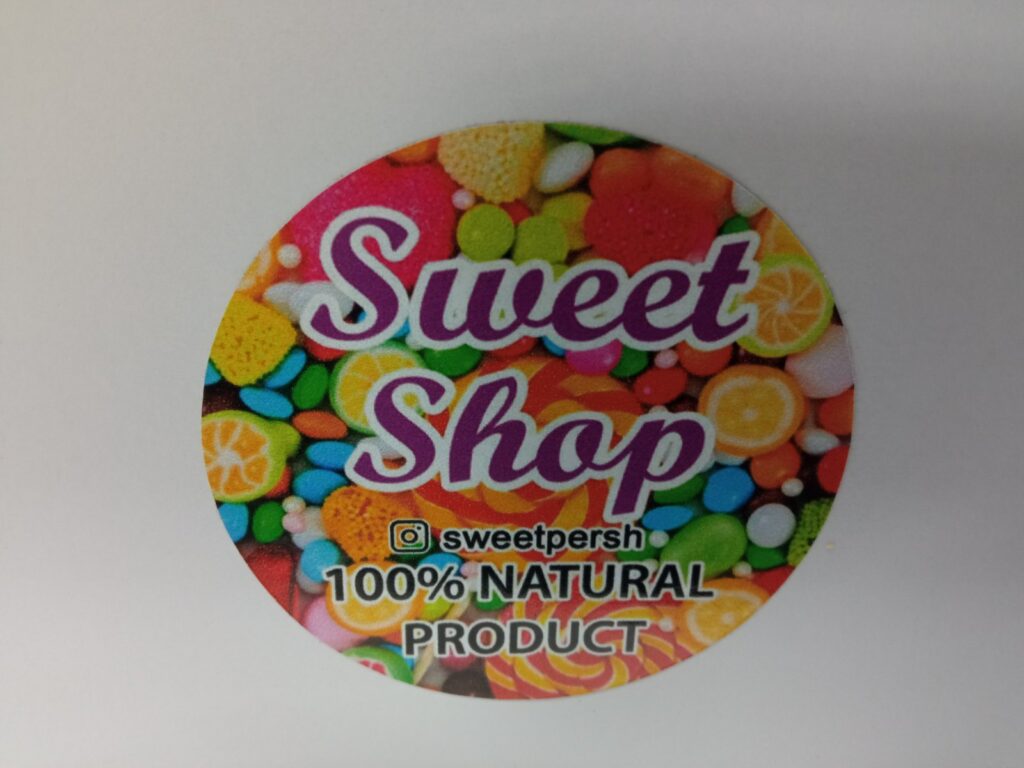 Sweet
Shop
sweetpersh
100% NATURAL
PRODUCT